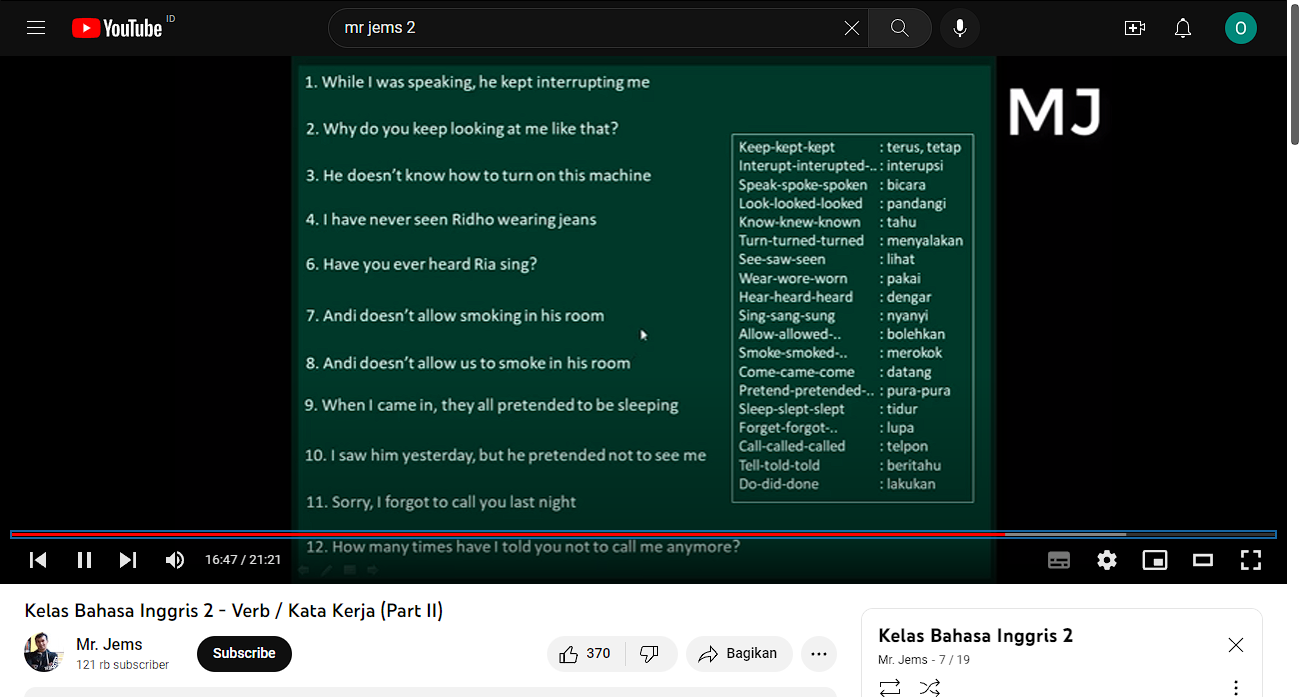 YouTube ID
mr jems 2
O
1. While I was speaking, he kept interrupting me
2. Why do you keep looking at me like that?
3. He doesn't know how to turn on this machine
4. I have never seen Ridho wearing jeans
6. Have you ever heard Ria sing?
7. Andi doesn't allow smoking in his room
8. Andi doesn't allow us to smoke in his room
9. When I came in, they all pretended to be sleeping
10. I saw him yesterday, but he pretended not to see me
11. Sorry, I forgot to call you last night
12. How many times have I told you not to call me anymore?
Keep-kept-kept : terus, tetap
Interupt-interupted-.. : interupsi
Speak-spoke-spoken : bicara
Look-looked-looked : pandangi
Know-knew-known : tahu
Turn-turned-turned : menyalakan
See-saw-seen : lihat
Wear-wore-worn : pakai
Hear-heard-heard : dengar
Sing-sang-sung : nyanyi
Allow-allowed-.. : bolehkan
Smoke-smoked-.. : merokok
Come-came-come : datang
Pretend-pretended-.. : pura-pura
Sleep-slept-slept : tidur
Forget-forgot-.. : lupa
Call-called-called : telpon
Tell-told-told : beritahu
Do-did-done : lakukan
MJ
16:47 / 21:21
Kelas Bahasa Inggris 2 - Verb / Kata Kerja (Part II)
Mr. Jems
121 rb subscriber
Subscribe
370
Bagikan
Kelas Bahasa Inggris 2
Mr. Jems - 7 / 19